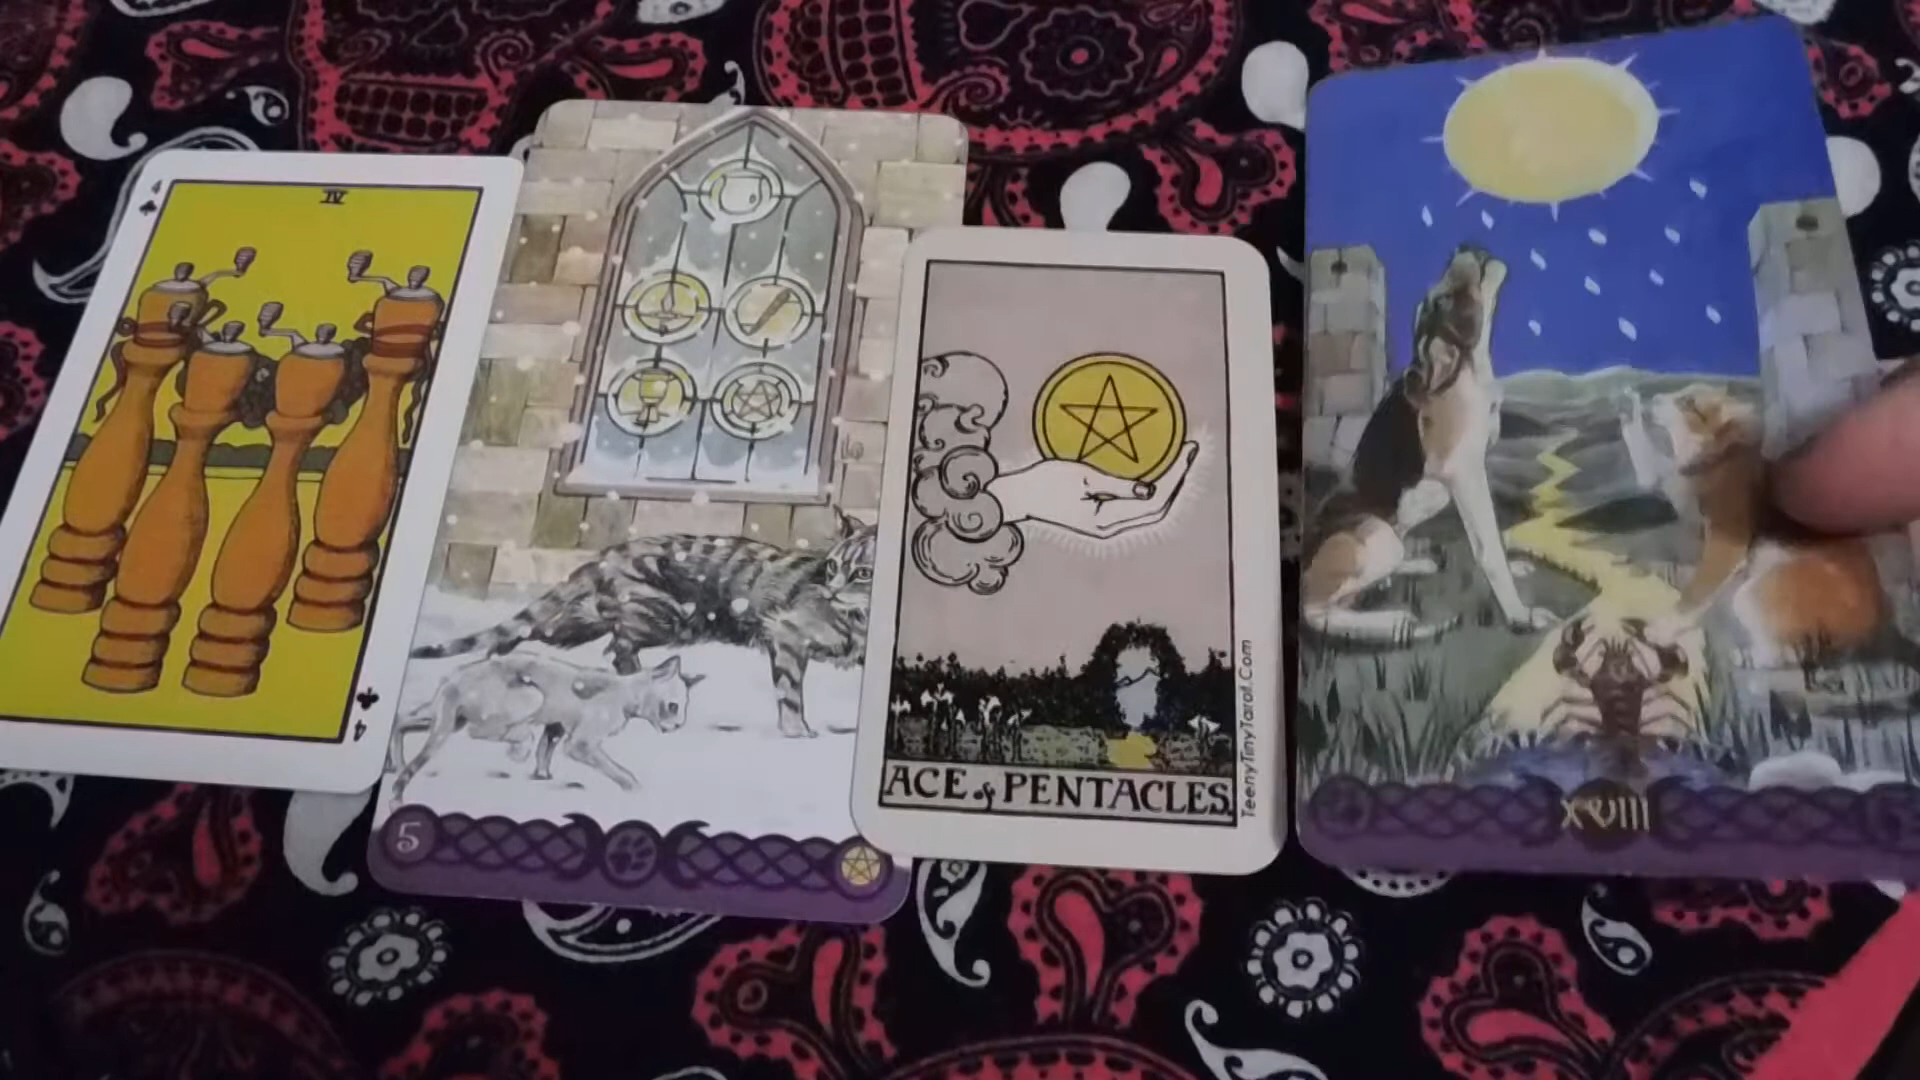 4
IV
4
5
ACE of PENTACLES.
TeenyTinyTarot.Com
XVIII